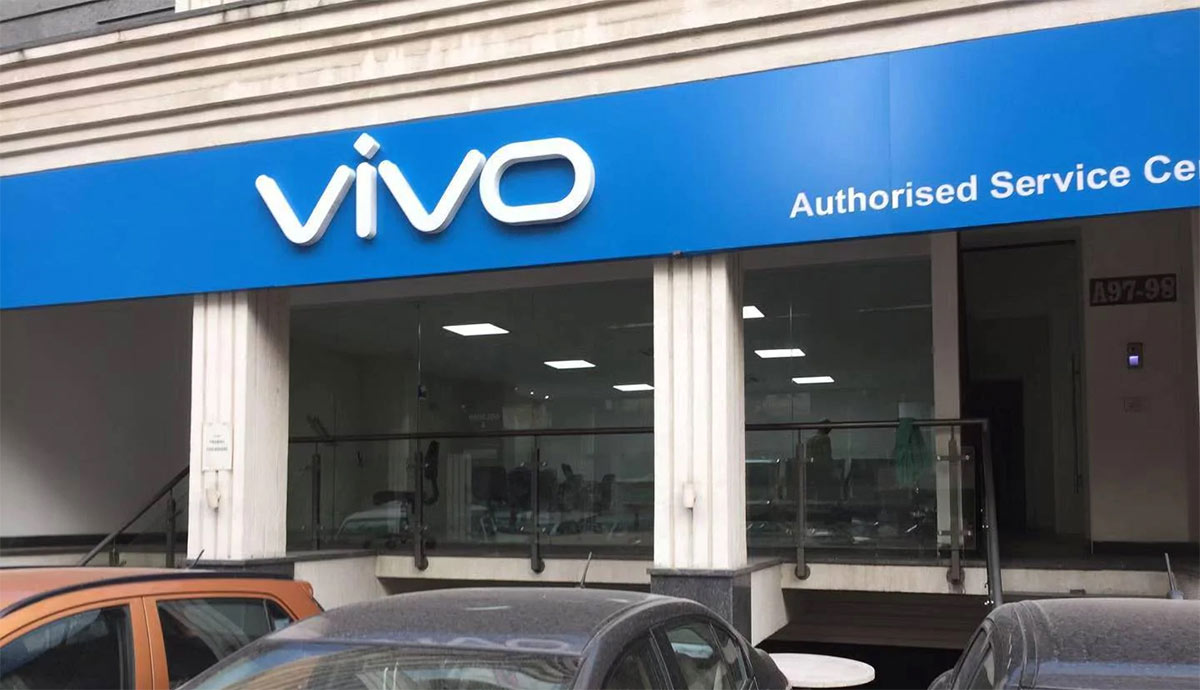 vivo
Authorised Service Ce
A97-98